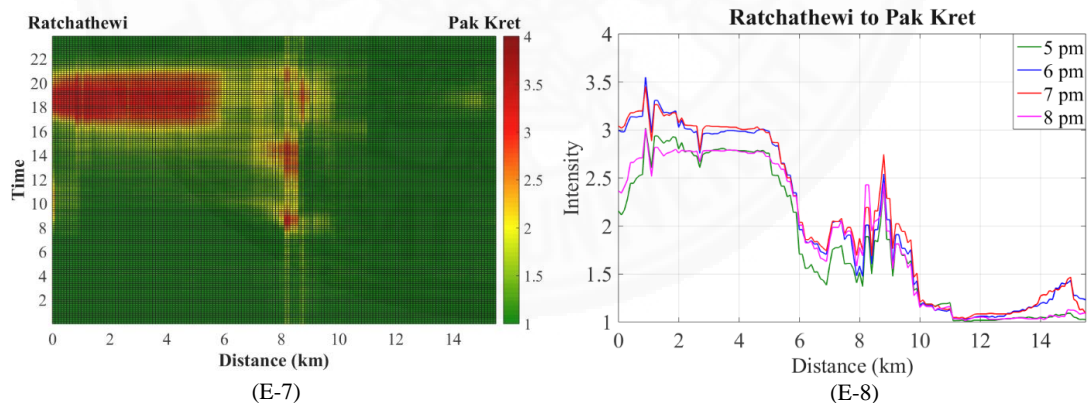 Ratchathewi
Pak Kret
22
20
18
16
14
12
10
8
6
4
2
Time
0 2 4 6 8 10 12 14
Distance (km)
4
3.5
3
2.5
2
1.5
1
(E-7)
Ratchathewi to Pak Kret
4
3.5
3
2.5
2
1.5
1
Intensity
0 2 4 6 8 10 12 14
Distance (km)
5 pm
6 pm
7 pm
8 pm
(E-8)